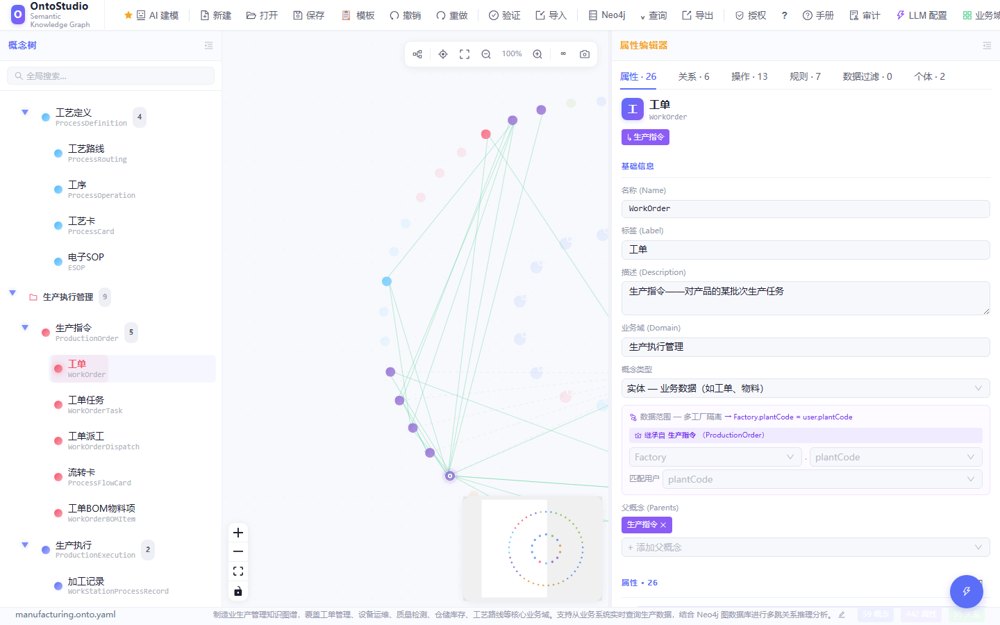 OntoStudio
Semantic
Knowledge Graph
AI 建模
新建
打开
保存
模板
撤销
重做
验证
导入
Neo4j
查询
导出
授权
?
手册
审计
LLM 配置
业务域
概念树
全局搜索...
工艺定义
ProcessDefinition
4
工艺路线
ProcessRouting
工序
ProcessOperation
工艺卡
ProcessCard
电子SOP
ESOP
生产执行管理
9
生产指令
ProductionOrder
5
工单
WorkOrder
工单任务
WorkOrderTask
工单派工
WorkOrderDispatch
流转卡
ProcessFlowCard
工单BOM物料项
WorkOrderBOMItem
生产执行
ProductionExecution
2
加工记录
WorkStationProcessRecord
100%
属性编辑器
属性 · 26
关系 · 6
操作 · 13
规则 · 7
数据过滤 · 0
个体 · 2
工
工单
WorkOrder
↳ 生产指令
基础信息
名称 (Name)
WorkOrder
标签 (Label)
工单
描述 (Description)
生产指令——对产品的某批次生产任务
业务域 (Domain)
生产执行管理
概念类型
实体 — 业务数据（如工单、物料）
数据范围 — 多工厂隔离 → Factory.plantCode = user.plantCode
继承自 生产指令 （ProductionOrder）
Factory
.
plantCode
匹配用户
plantCode
父概念 (Parents)
生产指令 ×
+ 添加父概念
属性 • 26
manufacturing.onto.yaml
制造业生产管理知识图谱，覆盖工单管理、设备运维、质量检测、仓储库存、工艺路线等核心业务域。支持从业务系统实时查询生产数据，结合 Neo4j 图数据库进行多跳关系推理分析。
59 概念
442 属性